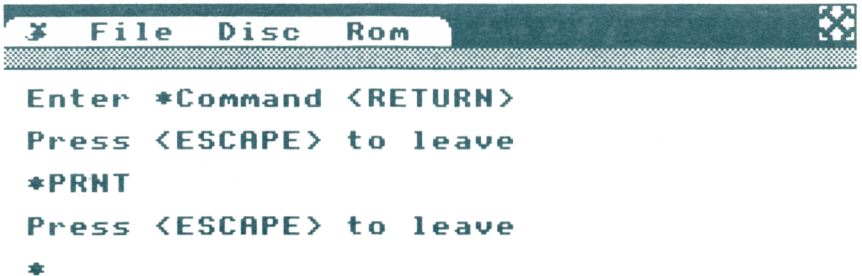 File Disc Rom
Enter *Command <RETURN>
Press <ESCAPE> to leave
*PRNT
Press <ESCAPE> to leave
*